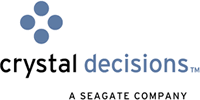 crystal decisions™
A SEAGATE COMPANY